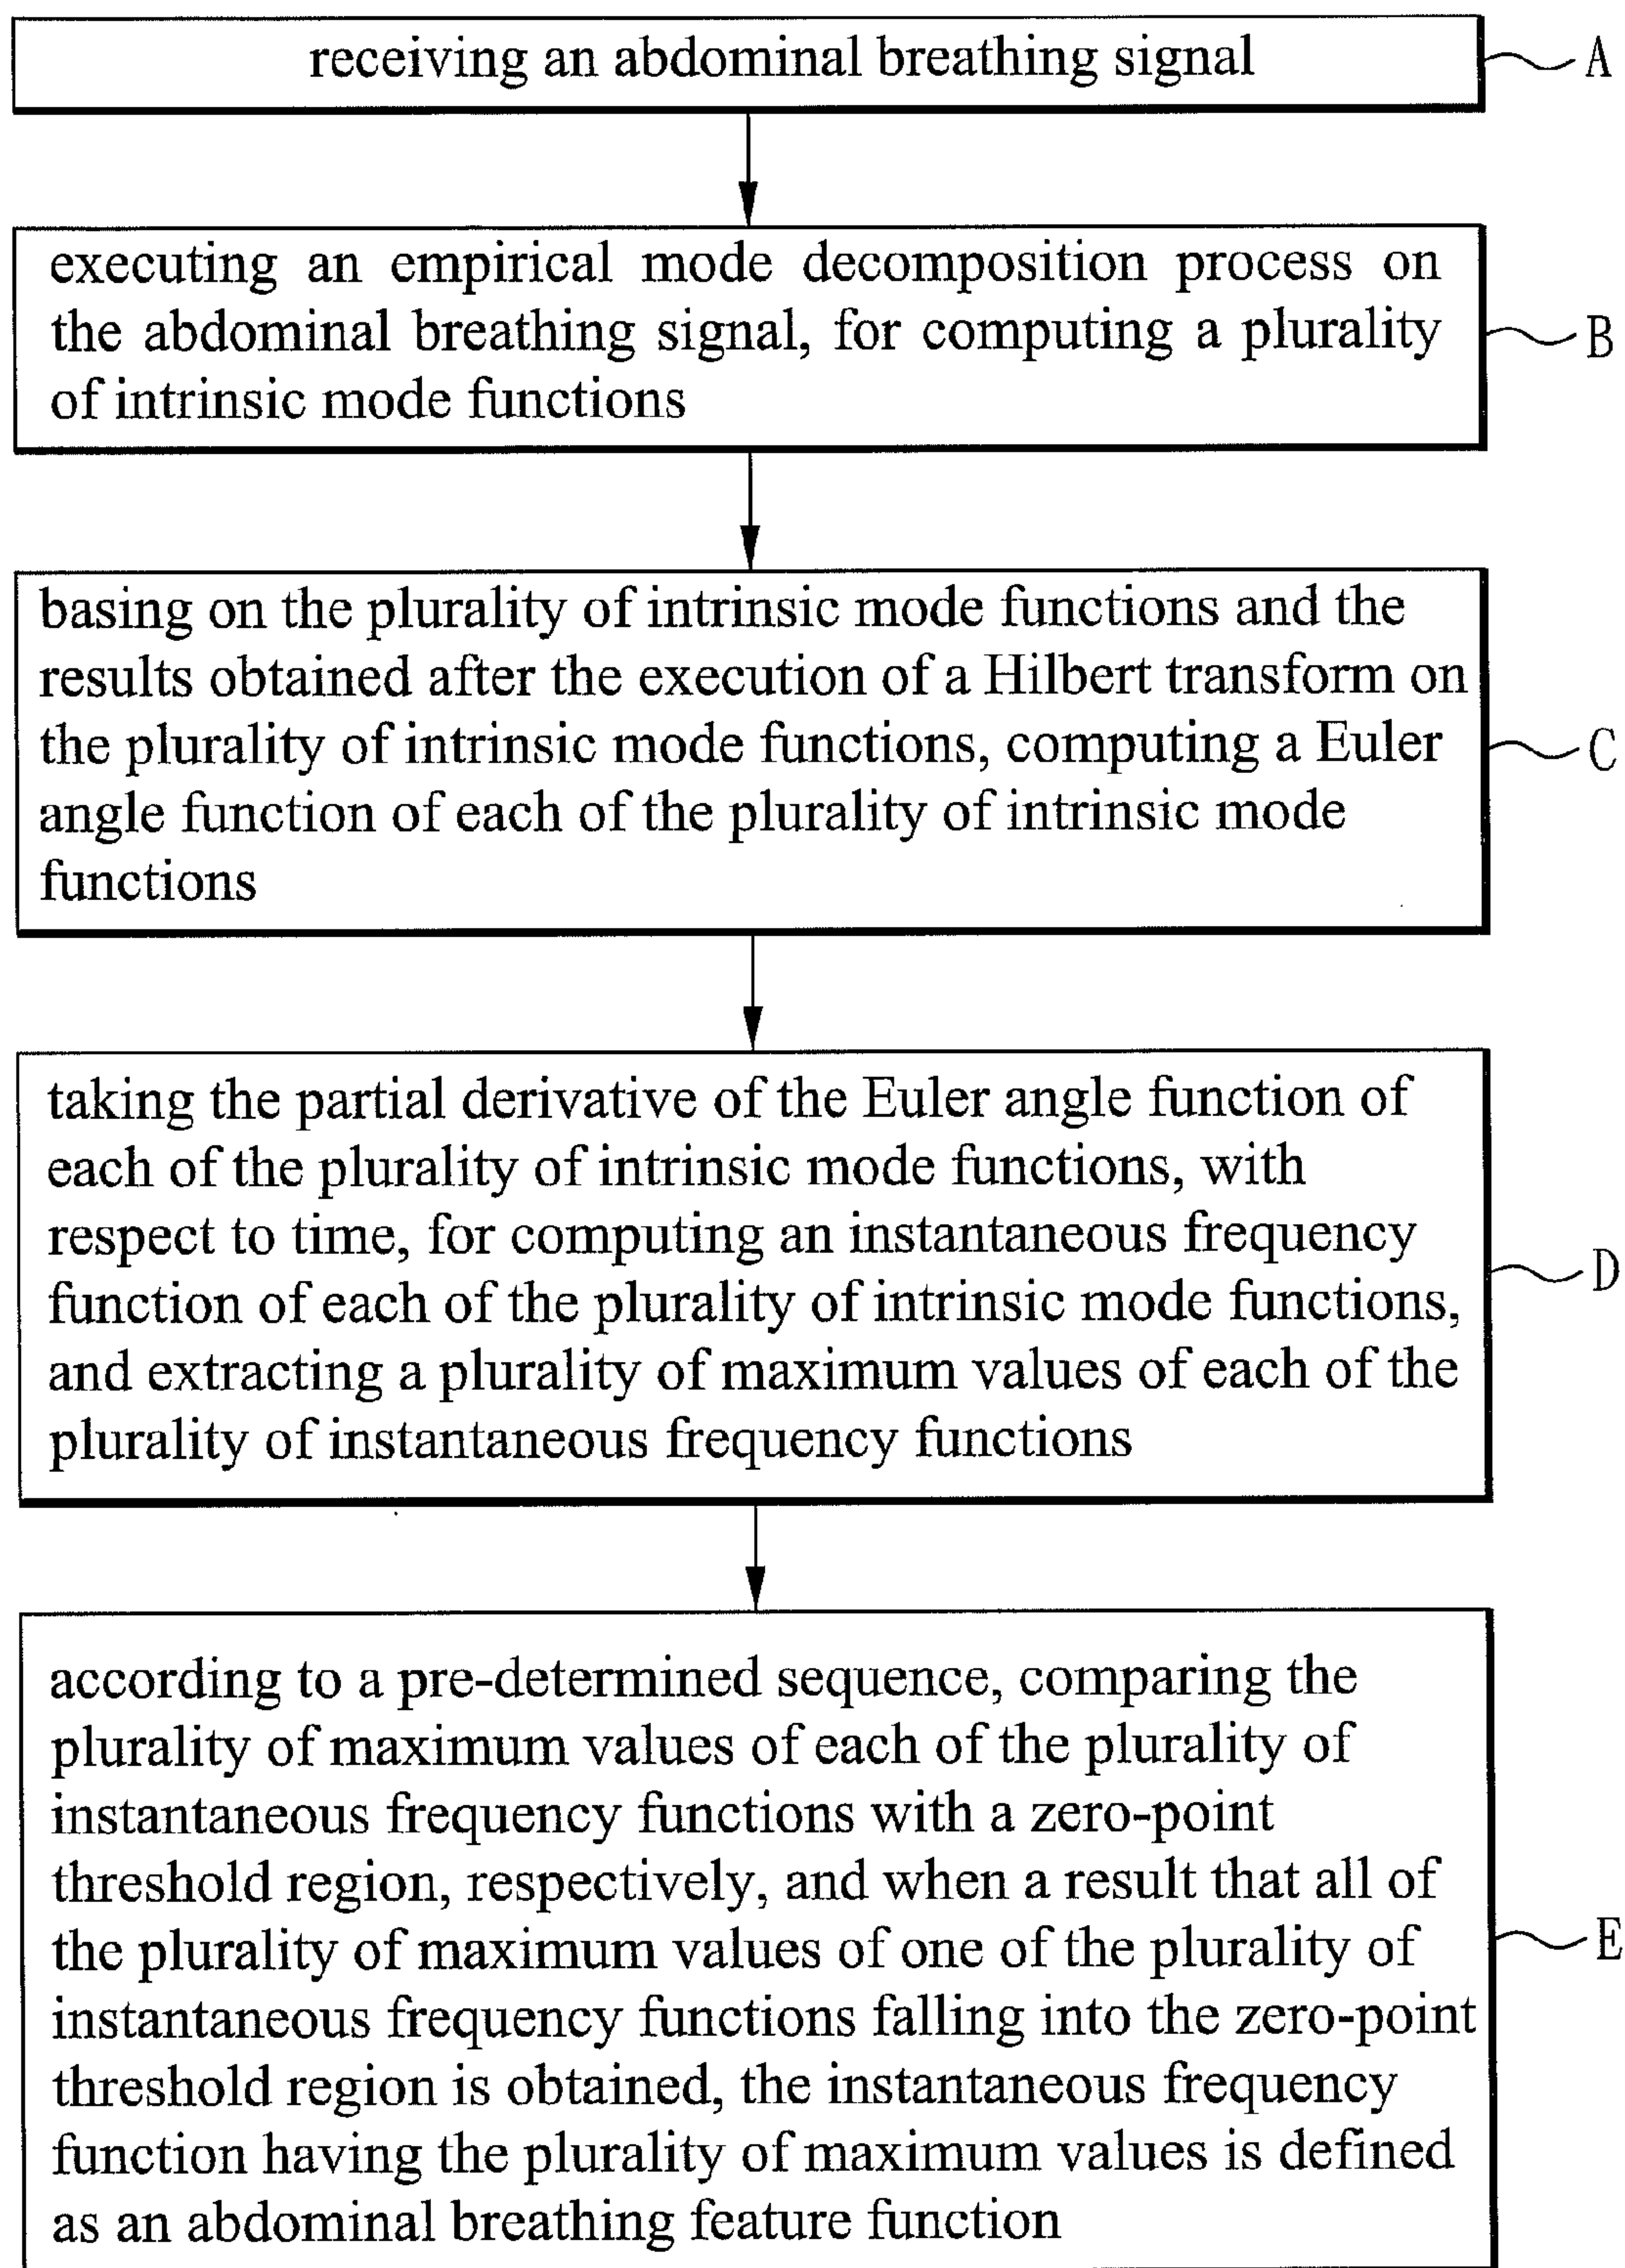 receiving an abdominal breathing signal
A
executing an empirical mode decomposition process on
the abdominal breathing signal, for computing a plurality
of intrinsic mode functions
B
basing on the plurality of intrinsic mode functions and the
results obtained after the execution of a Hilbert transform on
the plurality of intrinsic mode functions, computing a Euler
angle function of each of the plurality of intrinsic mode
functions
C
taking the partial derivative of the Euler angle function of
each of the plurality of intrinsic mode functions, with
respect to time, for computing an instantaneous frequency
function of each of the plurality of intrinsic mode functions,
and extracting a plurality of maximum values of each of the
plurality of instantaneous frequency functions
D
according to a pre-determined sequence, comparing the
plurality of maximum values of each of the plurality of
instantaneous frequency functions with a zero-point
threshold region, respectively, and when a result that all of
the plurality of maximum values of one of the plurality of
instantaneous frequency functions falling into the zero-point
threshold region is obtained, the instantaneous frequency
function having the plurality of maximum values is defined
as an abdominal breathing feature function
E